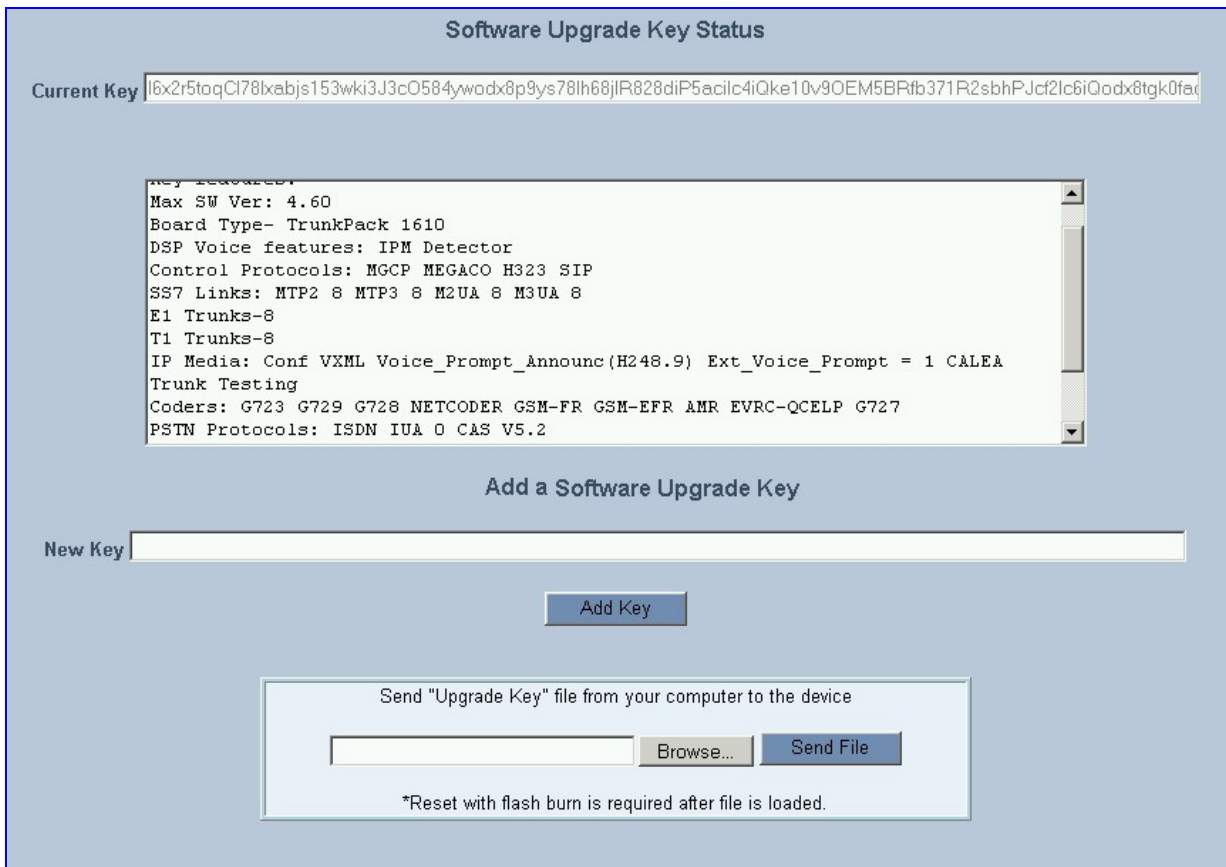 Software Upgrade Key Status
Current Key l6x2r5toqCl78lxabjs153wki3J3cO584ywodx8p9ys78lh68jlR828diP5acilc4iQke10v9OEM5BRfb371R2sbhPJcf2lc6iQodx8tgk0fac
Key features:
Max SW Ver: 4.60
Board Type- TrunkPack 1610
DSP Voice features: IPM Detector
Control Protocols: MGCP MEGACO H323 SIP
SS7 Links: MTP2 8 MTP3 8 M2UA 8 M3UA 8
E1 Trunks-8
T1 Trunks-8
IP Media: Conf VXML Voice_Prompt_Announc(H248.9) Ext_Voice_Prompt = 1 CALEA
Trunk Testing
Coders: G723 G729 G728 NETCODER GSM-FR GSM-EFR AMR EVRC-QCELP G727
PSTN Protocols: ISDN IUA 0 CAS V5.2
Add a Software Upgrade Key
New Key
Add Key
Send "Upgrade Key" file from your computer to the device
Browse... Send File
*Reset with flash burn is required after file is loaded.